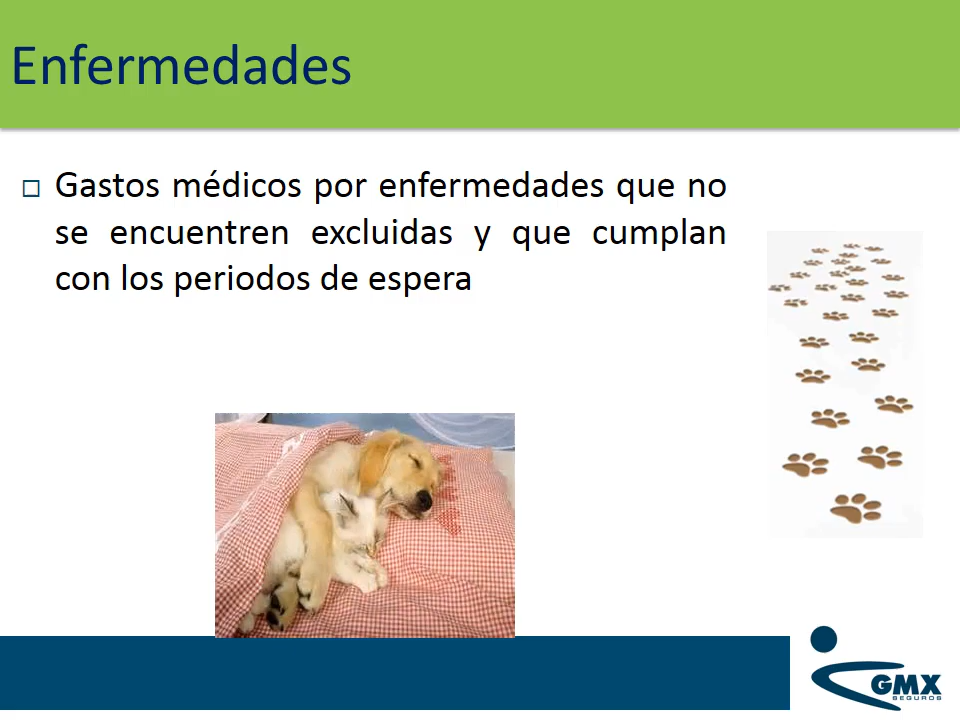 Enfermedades
□ Gastos médicos por enfermedades que no
se encuentren excluidas y que cumplan
con los periodos de espera
GMX
SEGUROS